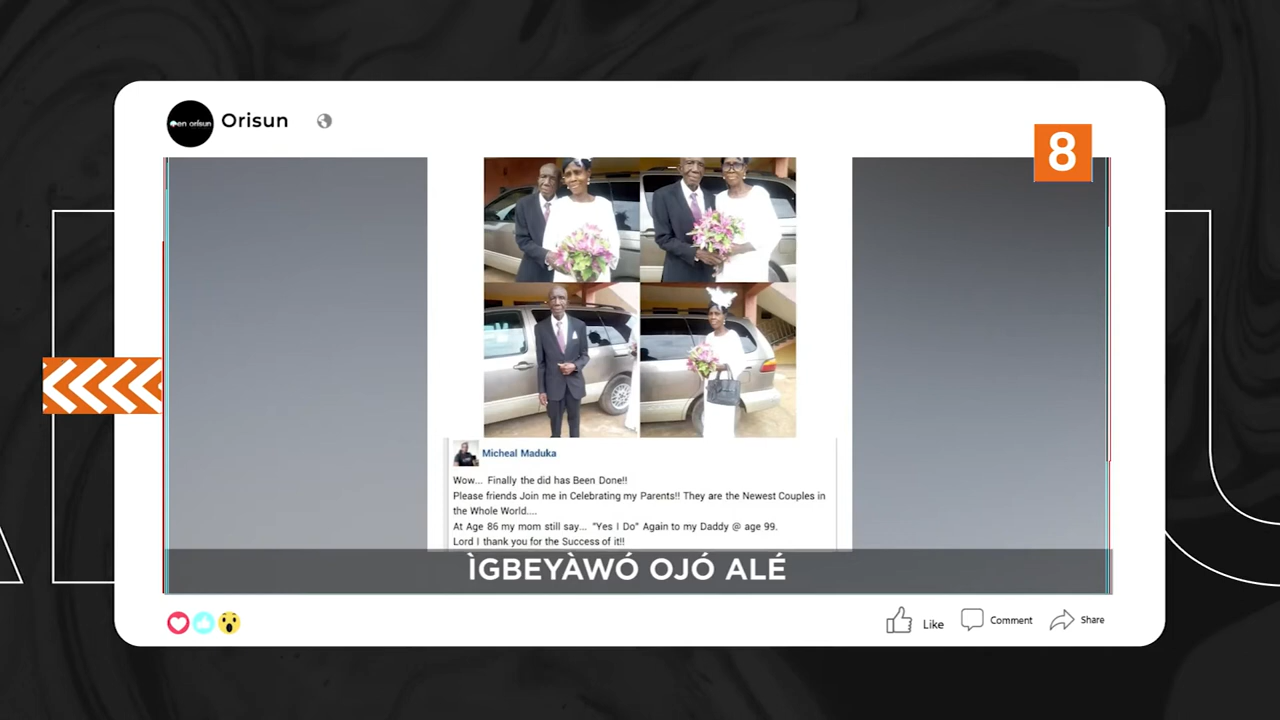 en orisun
Orisun
8
Micheal Maduka
Wow... Finally the did has Been Done!!
Please friends Join me in Celebrating my Parents!! They are the Newest Couples in
the Whole World....
At Age 86 my mom still say... "Yes I Do" Again to my Daddy @ age 99.
Lord I thank you for the Success of it!!
ÌGBEYÀWÓ OJÓ ALÉ
Like
Comment
Share